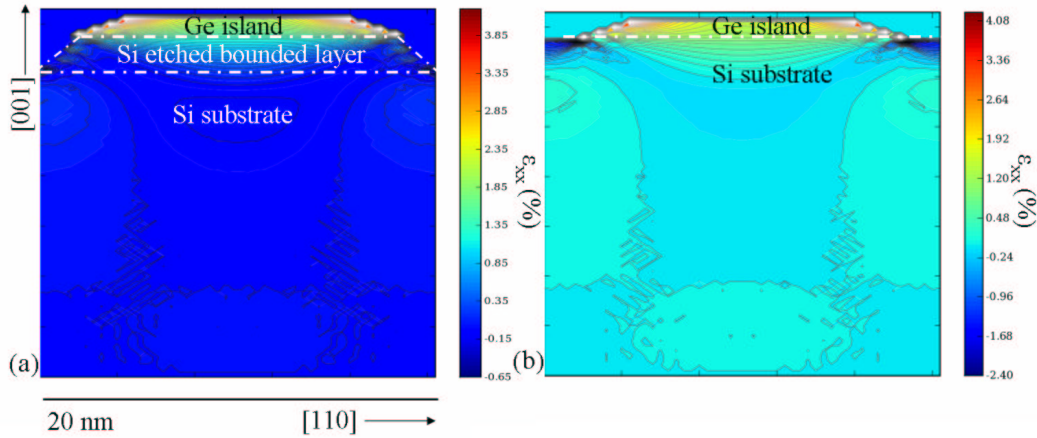 Ge island
Si etched bounded layer
Si substrate
[001]
3.85
3.35
2.85
2.35
1.85
1.35
0.85
0.35
-0.15
-0.65
εxx (%)
(a)
20 nm
[110]
Ge island
Si substrate
4.08
3.36
2.64
1.92
1.20
0.48
-0.24
-0.96
-1.68
-2.40
εxx (%)
(b)